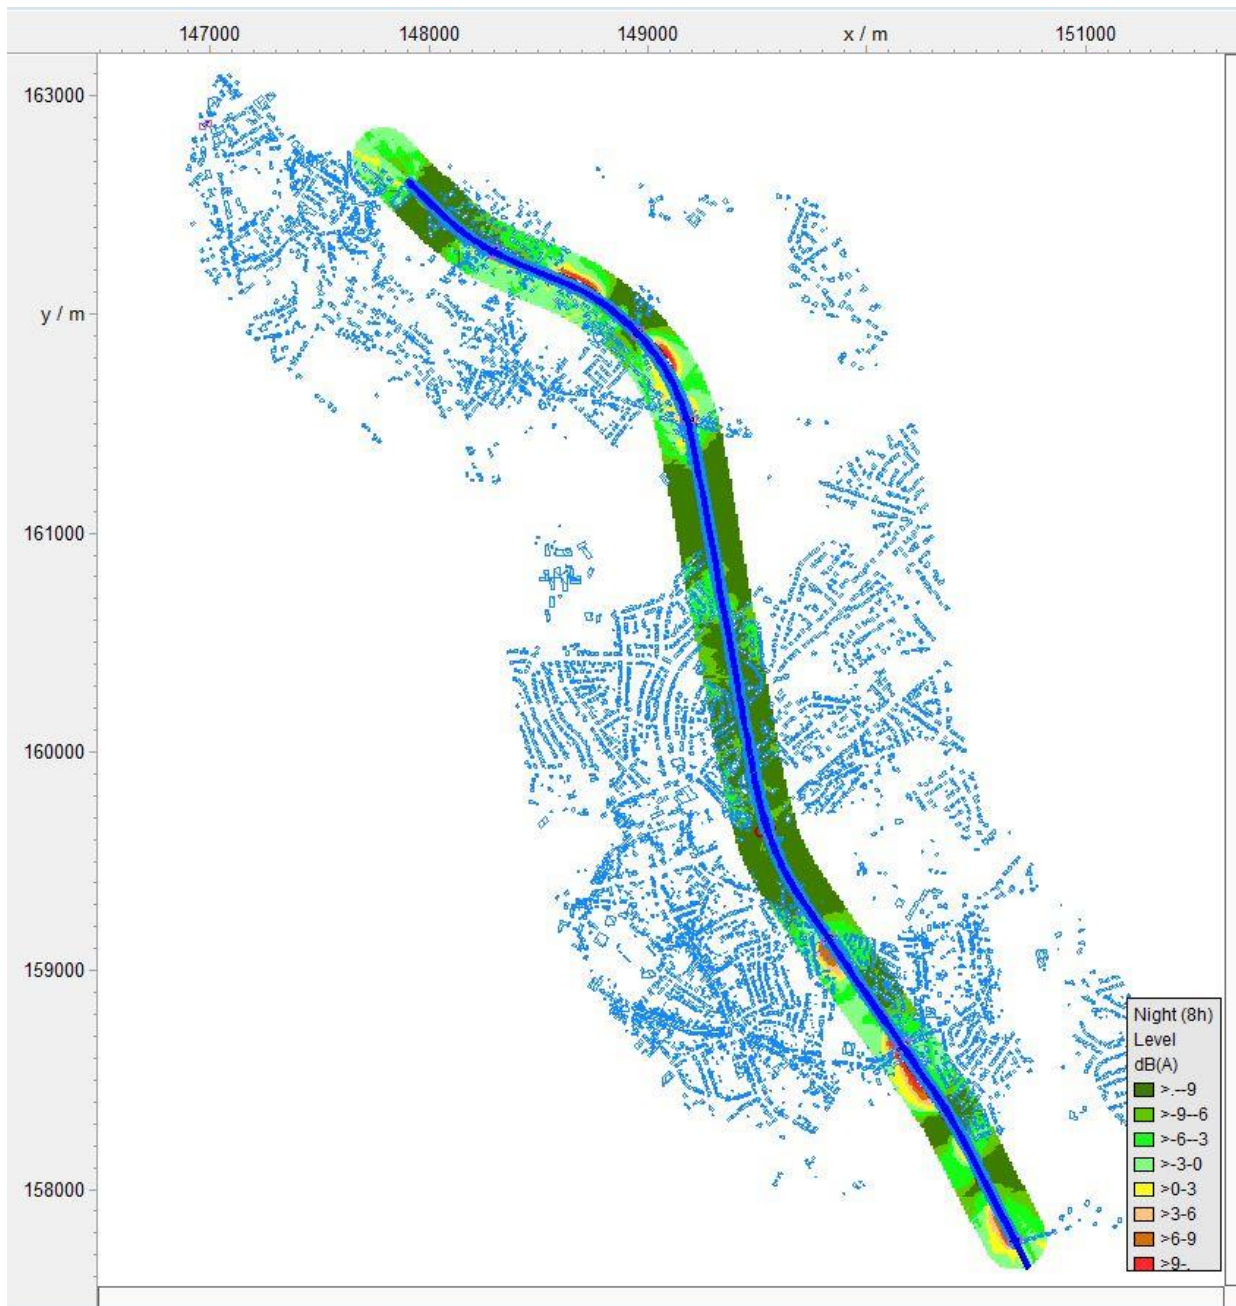 147000 148000 149000 x / m 151000
163000
y / m
161000
160000
159000
158000
Night (8h)
Level
dB(A)
>.--9
>-9--6
>-6--3
>-3-0
>0-3
>3-6
>6-9
>9-.